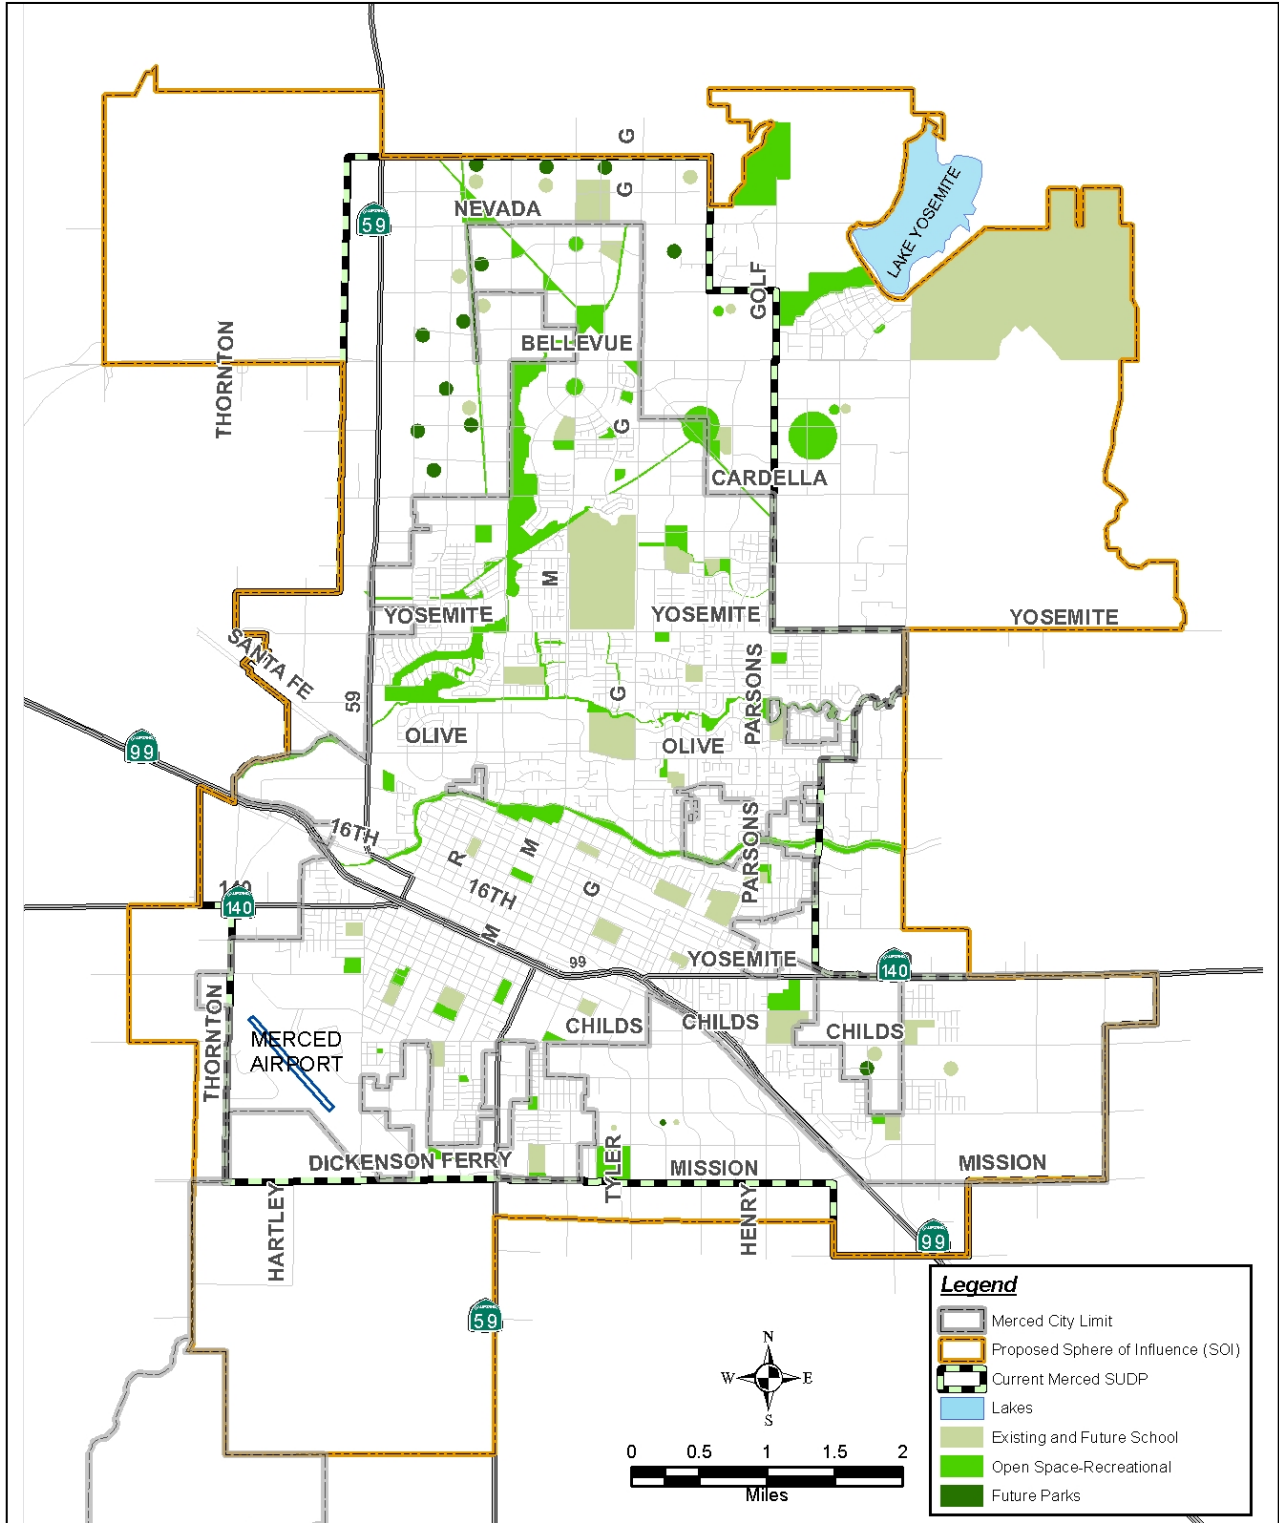 G
G
NEVADA
59
LAKE YOSEMITE
GOLF
BELLEVUE
THORNTON
G
CARDELLA
M
YOSEMITE
YOSEMITE
YOSEMITE
SANTA FE
PARSONS
59
G
OLIVE
OLIVE
99
16TH
PARSONS
R
M
16TH
G
140
140
M
99
YOSEMITE
140
CHILDS
CHILDS
CHILDS
MERCED
AIRPORT
THORNTON
DICKENSON FERRY
TYLER
MISSION
MISSION
HARTLEY
HENRY
99
59
Legend
Merced City Limit
Proposed Sphere of Influence (SOI)
Current Merced SUDP
Lakes
Existing and Future School
Open Space-Recreational
Future Parks
N
W E
S
0 0.5 1 1.5 2
Miles